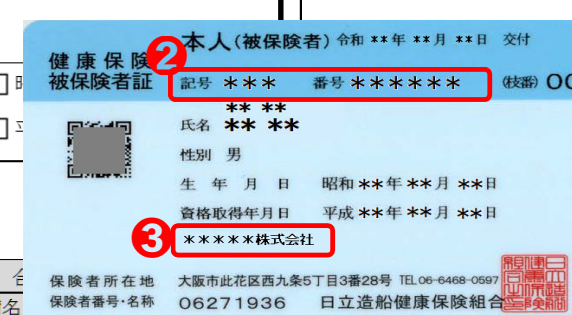 本人(被保険者) 令和 **年 **月 **日 交付
健康保険
被保険者証
2
記号 *** 番号 ****** (枝番) 00
** **
氏名 ** **
性別 男
生年月日 昭和**年**月**日
資格取得年月日 平成**年**月**日
3
*****株式会社
保険者所在地 大阪市此花区西九条5丁目3番28号 TEL 06-6468-0597
保険者番号・名称 06271936 日立造船健康保険組合